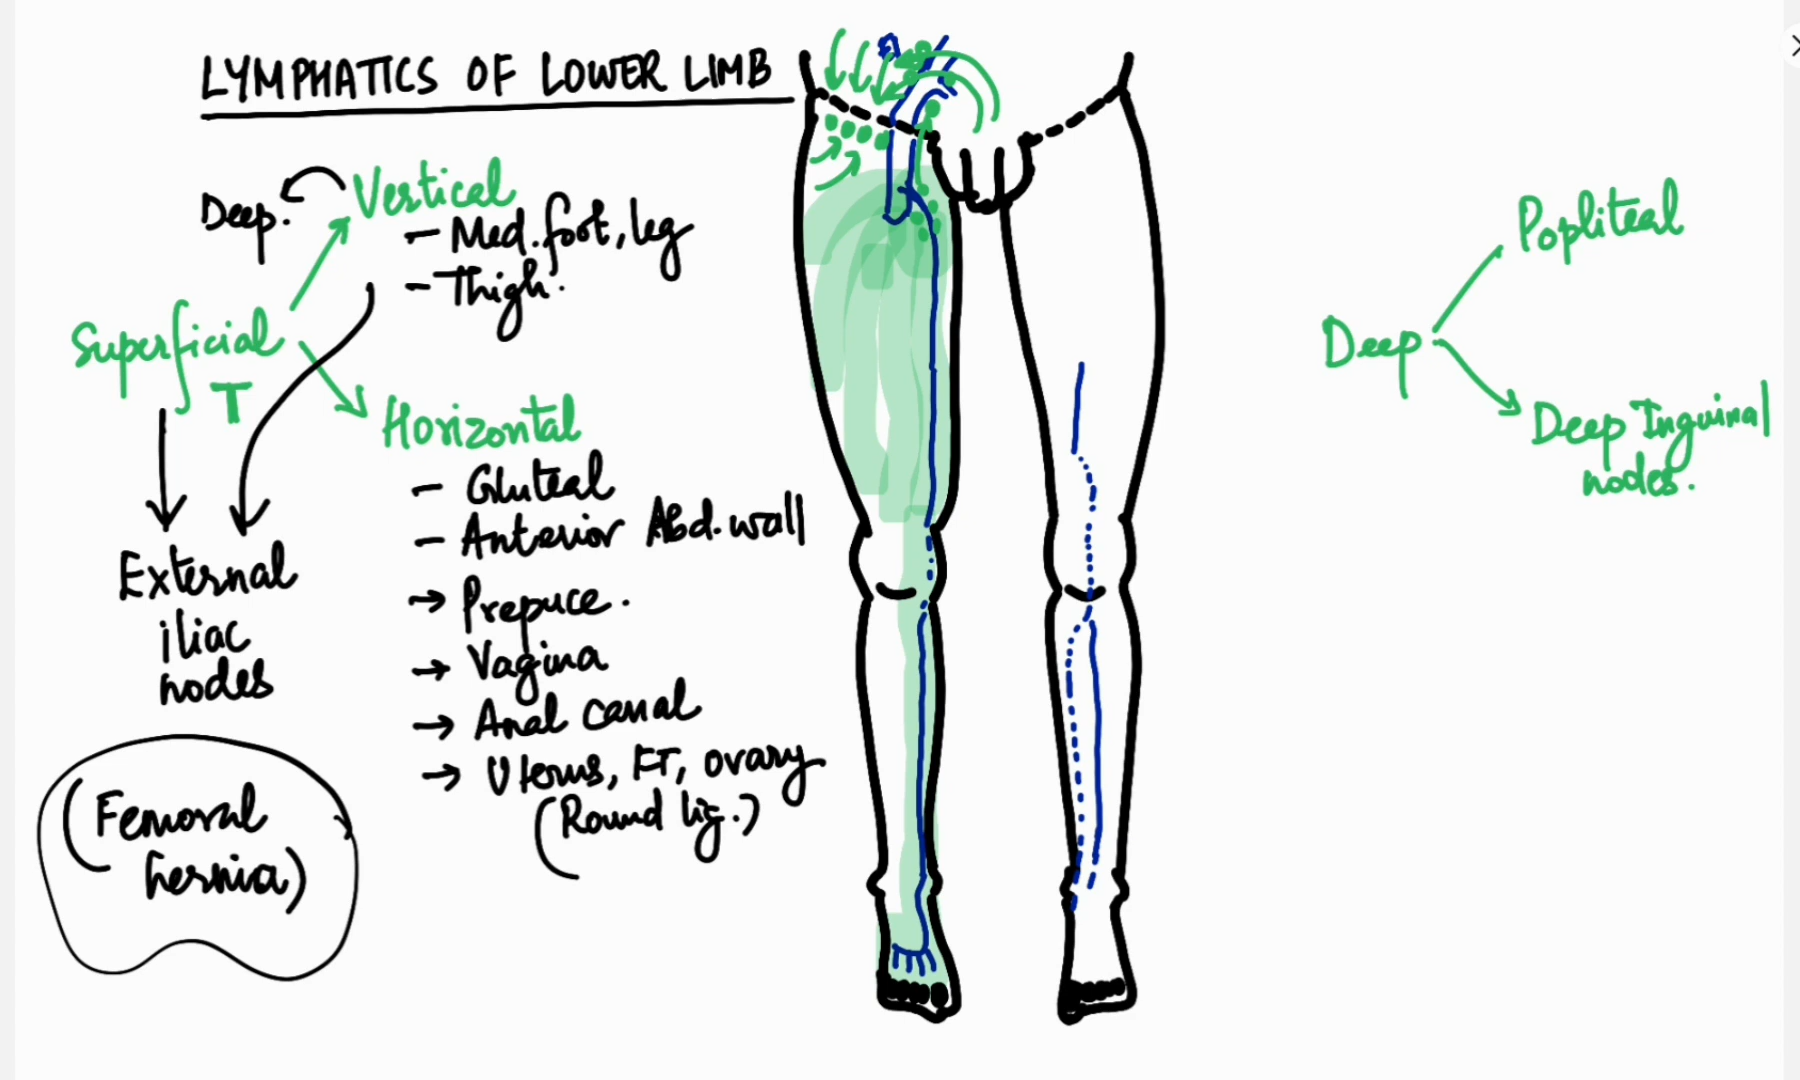 LYMPHATICS OF LOWER LIMB
Deep.
Vertical
- Med. foot, leg
- Thigh.
Superficial
T
Horizontal
- Gluteal
- Anterior Abd. wall
→ Prepuce.
→ Vagina
→ Anal canal
→ Uterus, FT, ovary
(Round lig.)
External
iliac
nodes
(Femoral
hernia)
Popliteal
Deep
Deep Inguinal
nodes.